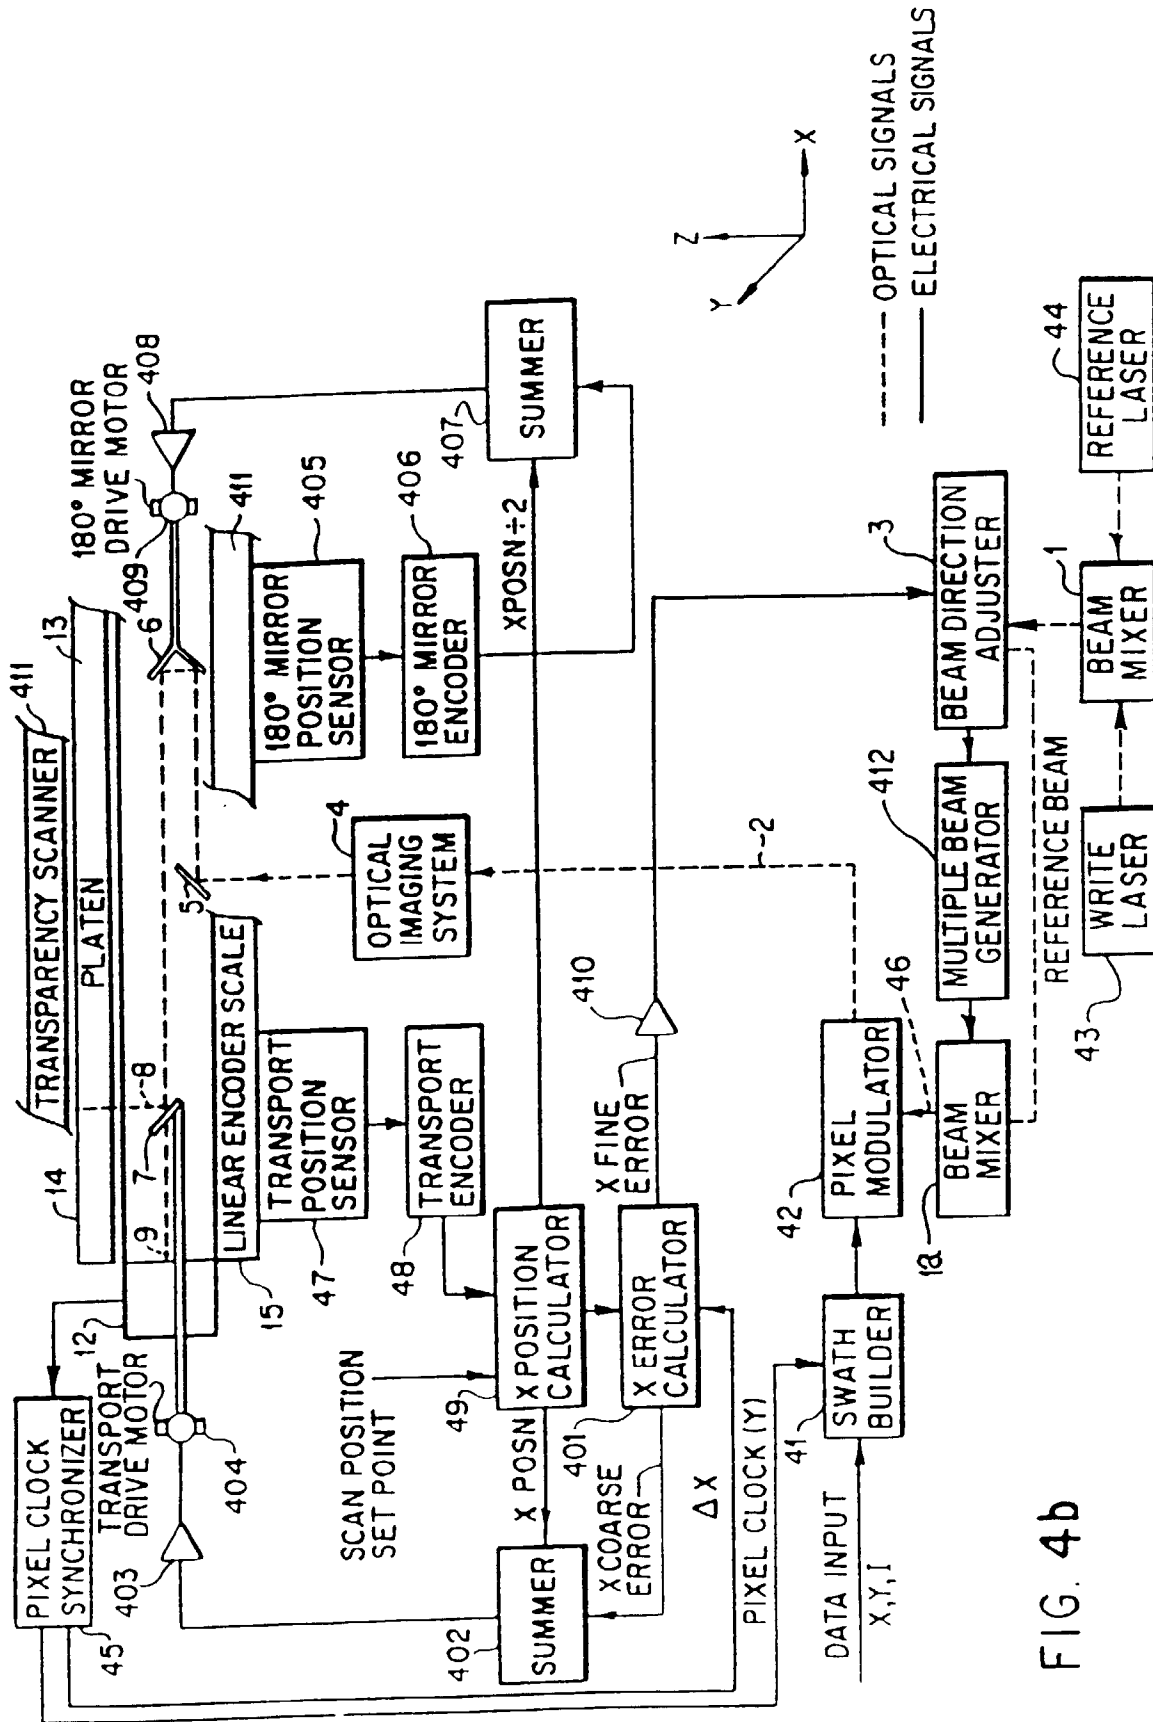 TRANSPARENCY SCANNER
411
PLATEN
13
14
PIXEL CLOCK
SYNCHRONIZER
45
12
9
7
8
6
180° MIRROR
DRIVE MOTOR
408
409
TRANSPORT
DRIVE MOTOR
404
403
LINEAR ENCODER SCALE
15
5
411
TRANSPORT
POSITION
SENSOR
47
180° MIRROR
POSITION
SENSOR
405
OPTICAL
IMAGING
SYSTEM
4
TRANSPORT
ENCODER
48
180° MIRROR
ENCODER
406
SCAN POSITION
SET POINT
X POSITION
CALCULATOR
49
XPOSN÷2
SUMMER
407
X POSN
SUMMER
402
X COARSE
ERROR
401
X ERROR
CALCULATOR
X FINE
ERROR
410
ΔX
PIXEL CLOCK (Y)
2
Z
Y
X
DATA INPUT
X,Y,I
SWATH
BUILDER
41
PIXEL
MODULATOR
42
46
BEAM
MIXER
1a
MULTIPLE BEAM
GENERATOR
412
BEAM DIRECTION
ADJUSTER
3
REFERENCE BEAM
OPTICAL SIGNALS
ELECTRICAL SIGNALS
WRITE
LASER
43
BEAM
MIXER
1
REFERENCE
LASER
44
FIG. 4b